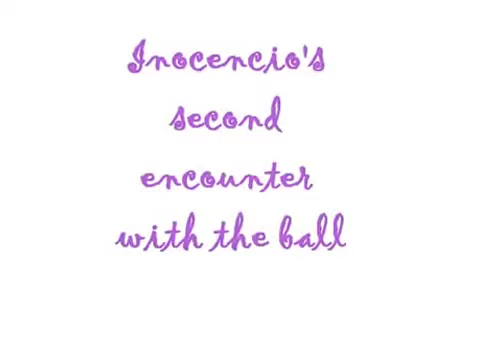 Inocencio's
second
encounter
with the ball